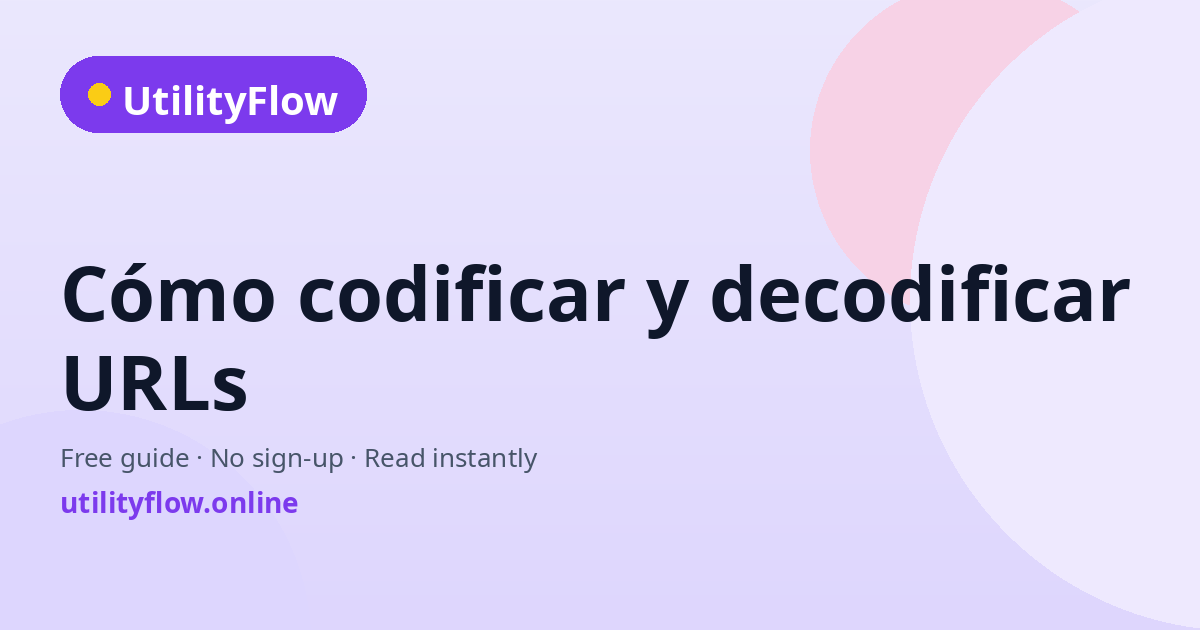 UtilityFlow
Cómo codificar y decodificar
URLs
Free guide · No sign-up · Read instantly
utilityflow.online